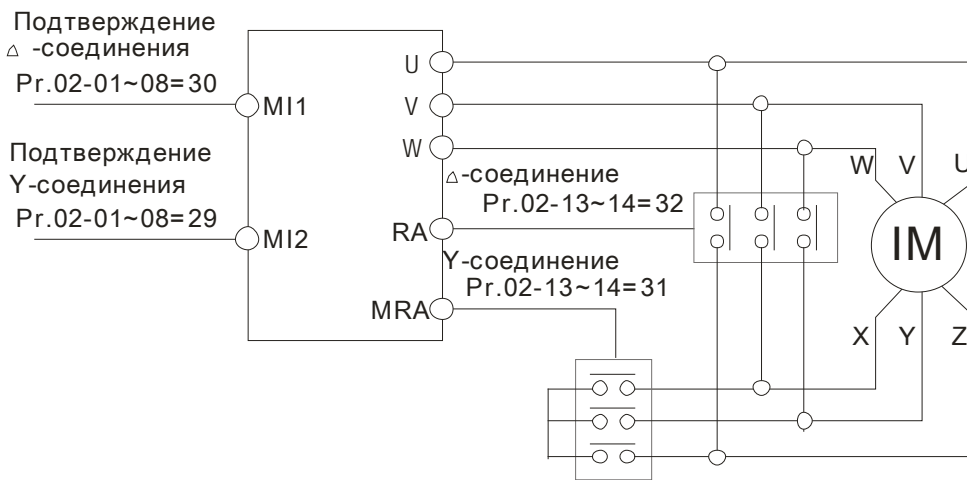 Подтверждение
△ -соединения
Pr.02-01~08=30
MI1
Подтверждение
Y-соединения
Pr.02-01~08=29
MI2
U
V
W
△-соединение
Pr.02-13~14=32
RA
Y-соединение
Pr.02-13~14=31
MRA
W
V
U
IM
X
Y
Z